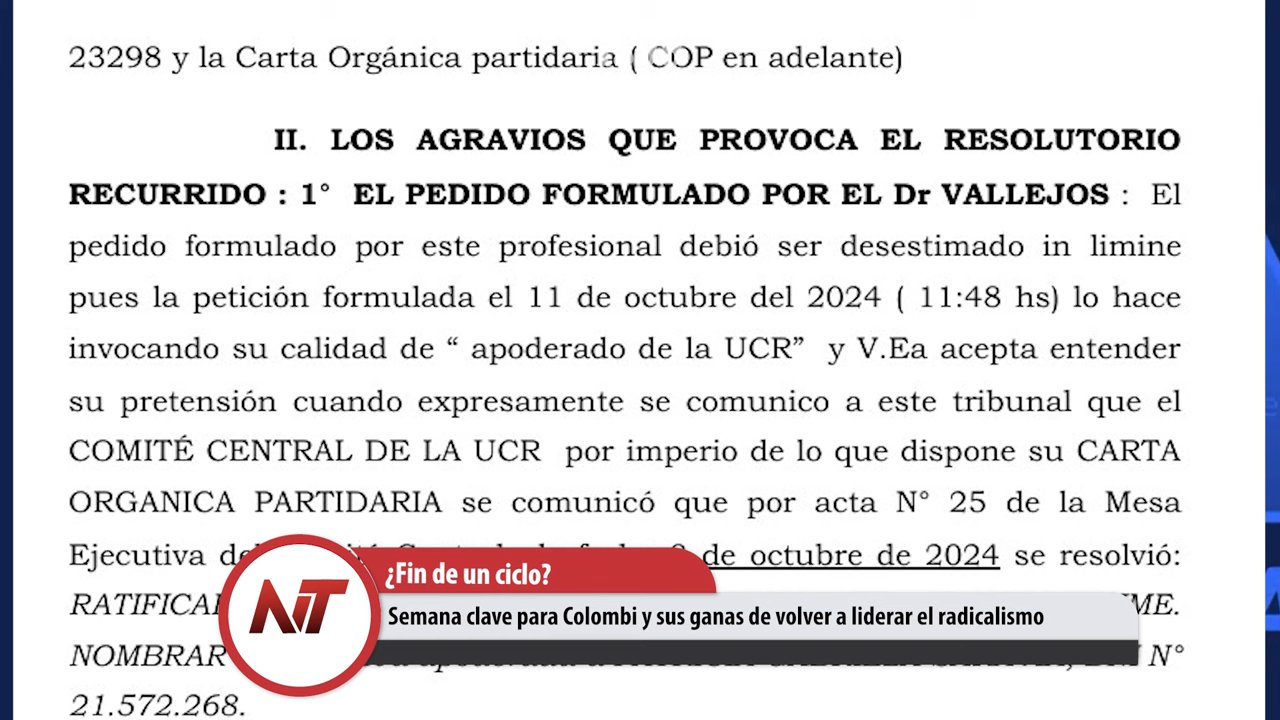 23298 y la Carta Orgánica partidaria ( COP en adelante)
II. LOS AGRAVIOS QUE PROVOCA EL RESOLUTORIO
RECURRIDO : 1° EL PEDIDO FORMULADO POR EL Dr VALLEJOS : El
pedido formulado por este profesional debió ser desestimado in limine
pues la petición formulada el 11 de octubre del 2024 ( 11:48 hs) lo hace
invocando su calidad de “ apoderado de la UCR” y V.Ea acepta entender
su pretensión cuando expresamente se comunico a este tribunal que el
COMITÉ CENTRAL DE LA UCR por imperio de lo que dispone su CARTA
ORGANICA PARTIDARIA se comunicó que por acta N° 25 de la Mesa
Ejecutiva de octubre de 2024 se resolvió:
NOMBRAR N°
21.572.268.
NT
¿Fin de un ciclo?
Semana clave para Colombi y sus ganas de volver a liderar el radicalismo